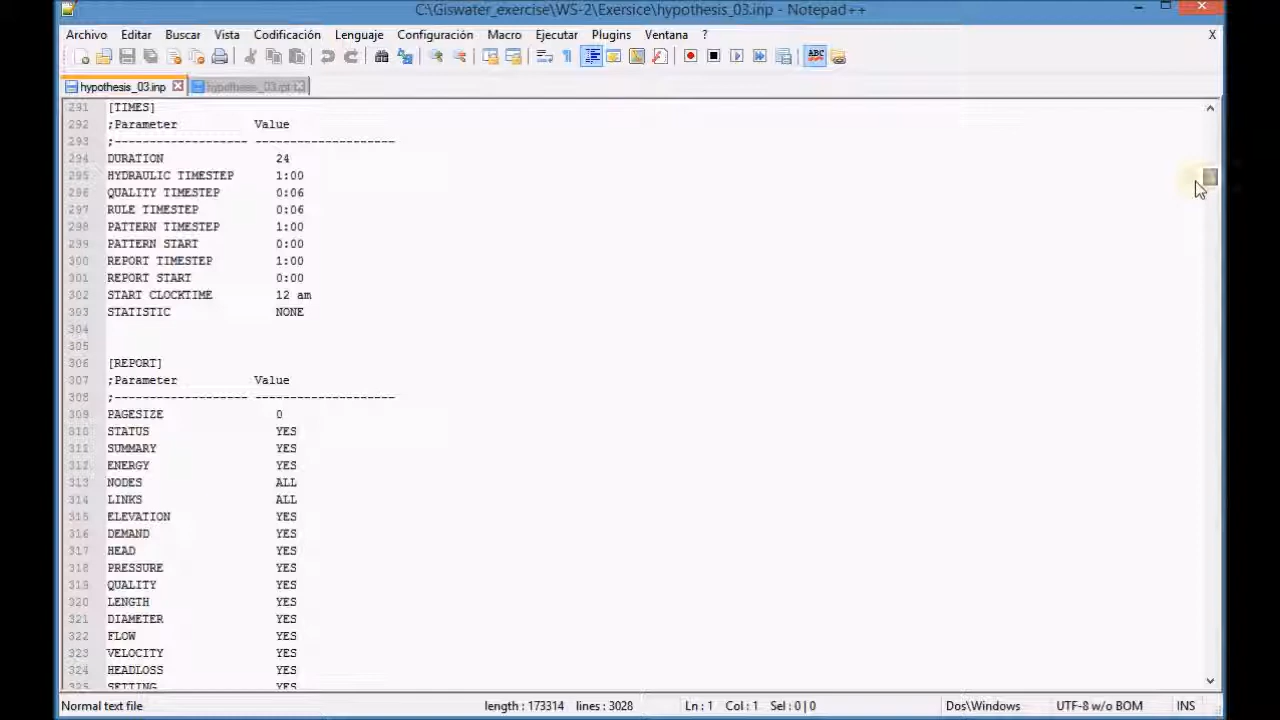 C:\Giswater_exercise\WS-2\Exersice\hypothesis_03.inp - Notepad++
Archivo Editar Buscar Vista Codificación Lenguaje Configuración Macro Ejecutar Plugins Ventana ? X
hypothesis_03.inp hypothesis_03.rpt
291 [TIMES]
292 ;Parameter Value
293 ;------------------- --------------------
294 DURATION 24
295 HYDRAULIC TIMESTEP 1:00
296 QUALITY TIMESTEP 0:06
297 RULE TIMESTEP 0:06
298 PATTERN TIMESTEP 1:00
299 PATTERN START 0:00
300 REPORT TIMESTEP 1:00
301 REPORT START 0:00
302 START CLOCKTIME 12 am
303 STATISTIC NONE
304
305
306 [REPORT]
307 ;Parameter Value
308 ;------------------- --------------------
309 PAGESIZE 0
310 STATUS YES
311 SUMMARY YES
312 ENERGY YES
313 NODES ALL
314 LINKS ALL
315 ELEVATION YES
316 DEMAND YES
317 HEAD YES
318 PRESSURE YES
319 QUALITY YES
320 LENGTH YES
321 DIAMETER YES
322 FLOW YES
323 VELOCITY YES
324 HEADLOSS YES
325 SETTING YES
Normal text file length : 173314 lines : 3028 Ln : 1 Col : 1 Sel : 0 | 0 Dos\Windows UTF-8 w/o BOM INS